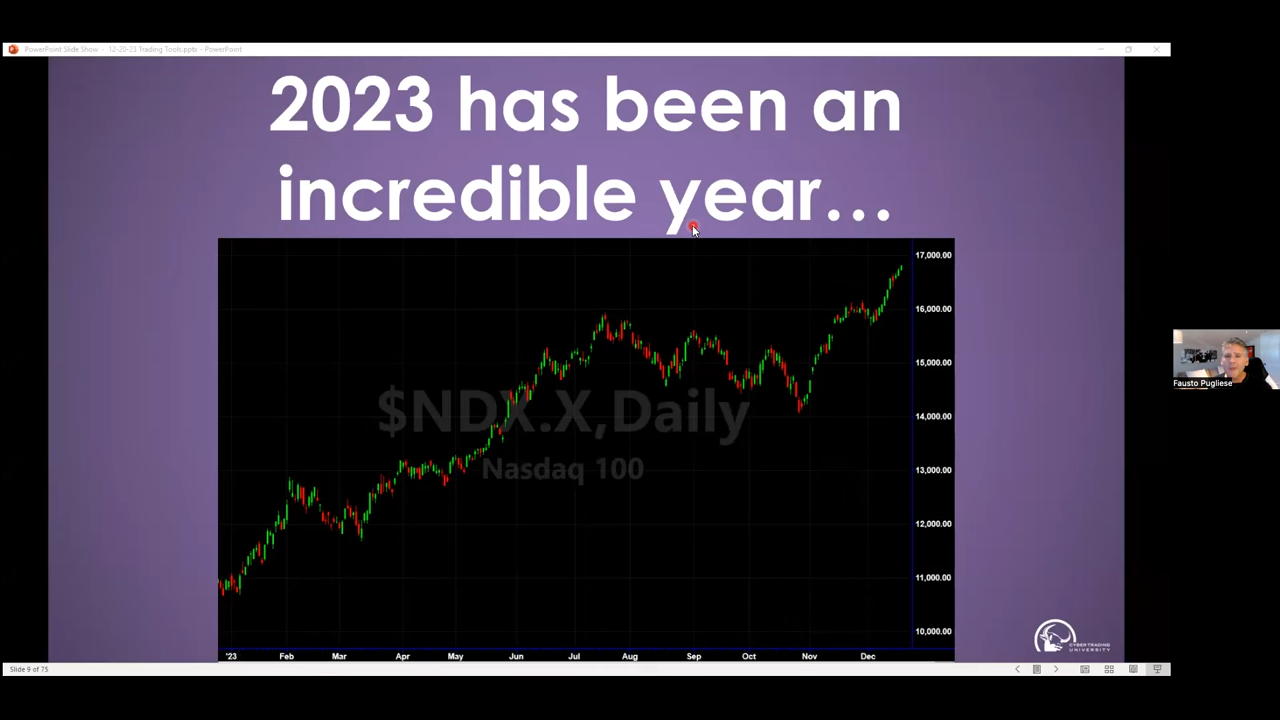 PowerPoint Slide Show - 12-20-23 Trading Tools.pptx - PowerPoint
2023 has been an
incredible year...
17,000.00
16,000.00
15,000.00
14,000.00
13,000.00
12,000.00
11,000.00
10,000.00
$NDX.X,Daily
Nasdaq 100
'23 Feb Mar Apr May Jun Jul Aug Sep Oct Nov Dec
CYBER TRADING
UNIVERSITY
Fausto Pugliese
Slide 9 of 75